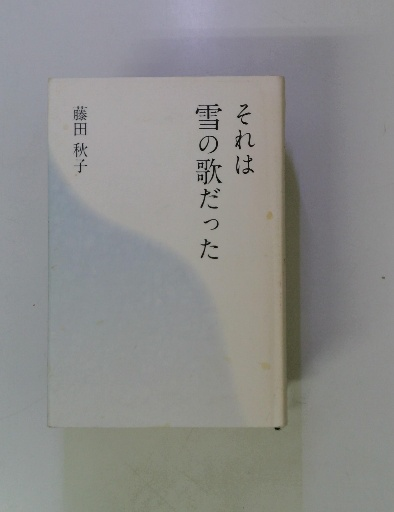 それは
雪の歌だった
藤田 秋子